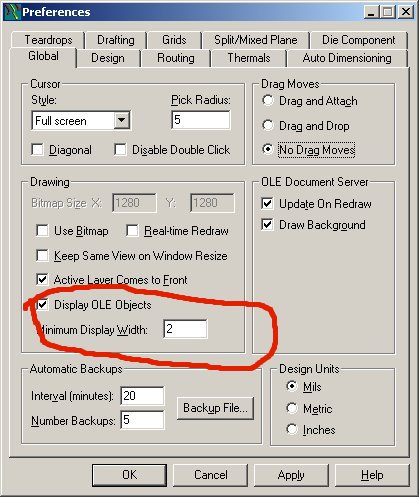 Preferences
Teardrops Drafting Grids Split/Mixed Plane Die Component
Global Design Routing Thermals Auto Dimensioning
Cursor
Style: Pick Radius:
Full screen 5
Diagonal Disable Double Click
Drag Moves
Drag and Attach
Drag and Drop
No Drag Moves
Drawing
Bitmap Size X: 1280 Y: 1280
Use Bitmap Real-time Redraw
Keep Same View on Window Resize
Active Layer Comes to Front
Display OLE Objects
Minimum Display Width: 2
OLE Document Server
Update On Redraw
Draw Background
Automatic Backups
Interval (minutes): 20
Number Backups: 5
Backup File...
Design Units
Mils
Metric
Inches
OK Cancel Apply Help